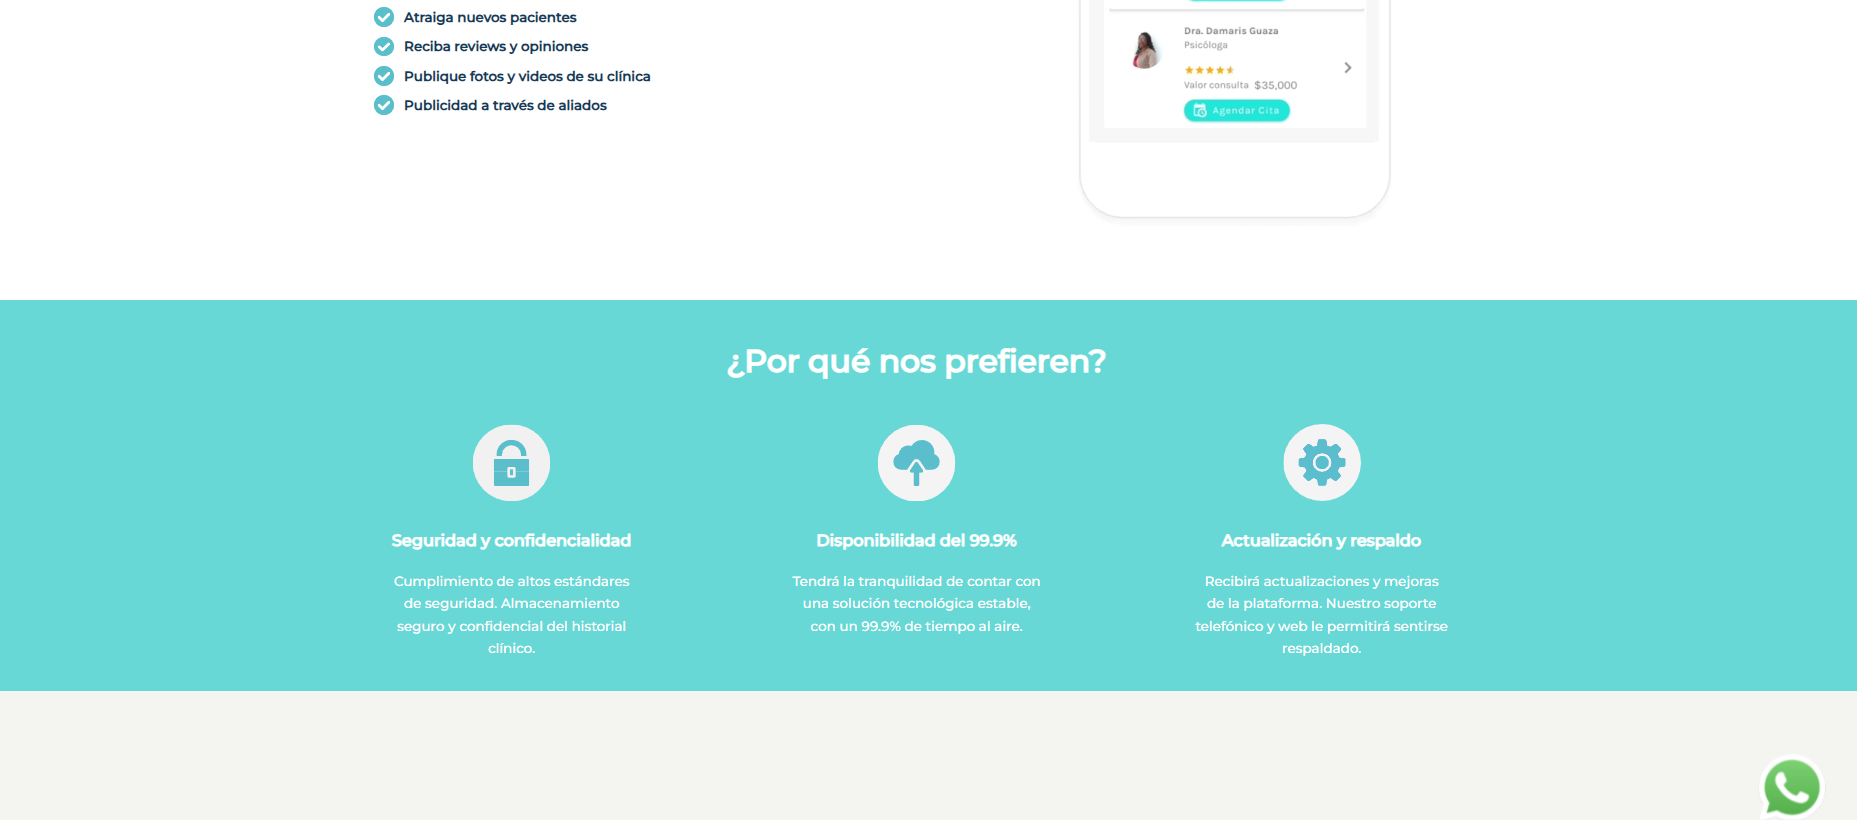 Atraiga nuevos pacientes
Reciba reviews y opiniones
Publique fotos y videos de su clínica
Publicidad a través de aliados
Dra. Damaris Guaza
Psicóloga
Valor consulta $35,000
Agendar Cita
¿Por qué nos prefieren?
Seguridad y confidencialidad
Cumplimiento de altos estándares
de seguridad. Almacenamiento
seguro y confidencial del historial
clínico.
Disponibilidad del 99.9%
Tendrá la tranquilidad de contar con
una solución tecnológica estable,
con un 99.9% de tiempo al aire.
Actualización y respaldo
Recibirá actualizaciones y mejoras
de la plataforma. Nuestro soporte
telefónico y web le permitirá sentirse
respaldado.